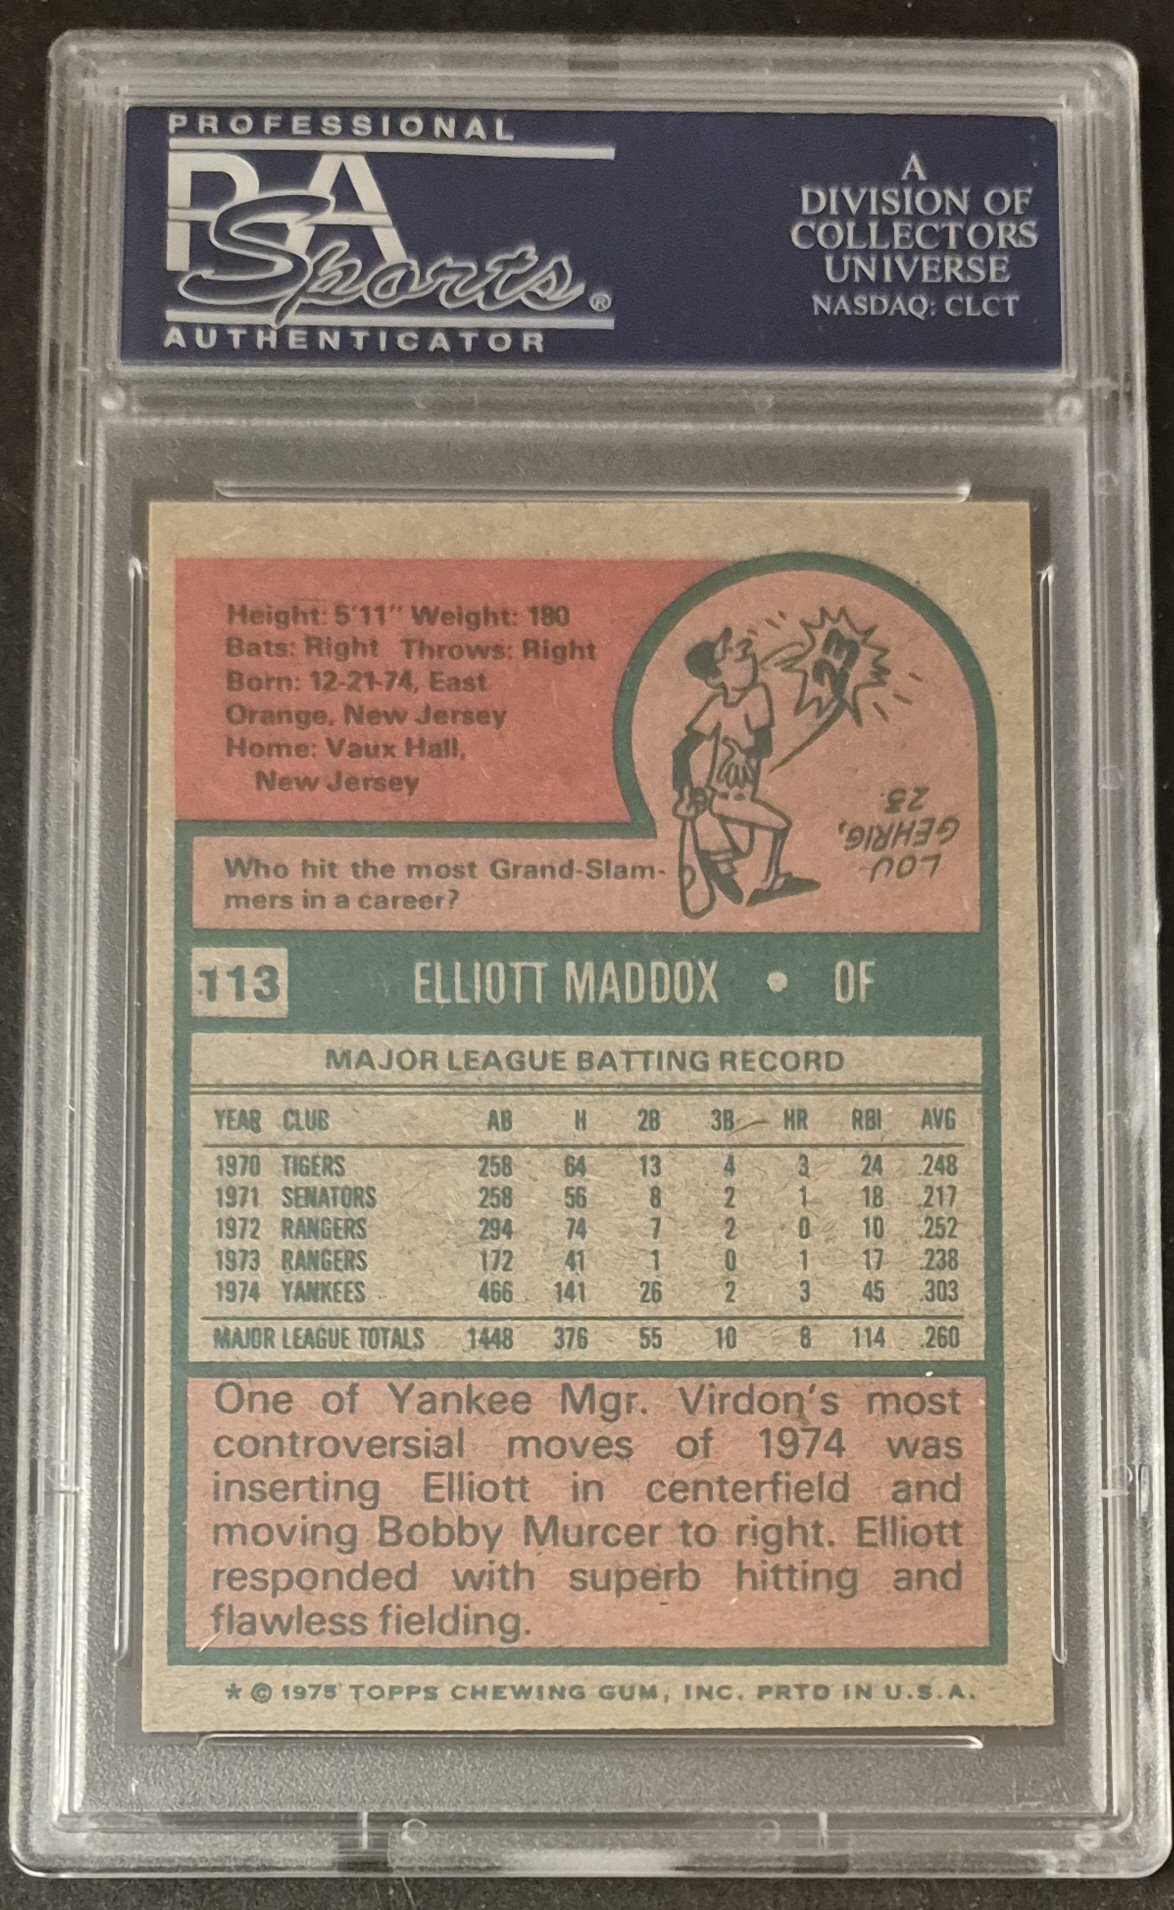 PROFESSIONAL
PSA
Sports®
AUTHENTICATOR
A
DIVISION OF
COLLECTORS
UNIVERSE
NASDAQ: CLCT
Height: 5'11" Weight: 180
Bats: Right Throws: Right
Born: 12-21-74, East
Orange, New Jersey
Home: Vaux Hall,
New Jersey
23
LOU
GEHRIG,
23
Who hit the most Grand-Slam-
mers in a career?
113 ELLIOTT MADDOX • OF
MAJOR LEAGUE BATTING RECORD
YEAR CLUB AB H 2B 3B HR RBI AVG
1970 TIGERS 258 64 13 4 3 24 .248
1971 SENATORS 258 56 8 2 1 18 .217
1972 RANGERS 294 74 7 2 0 10 .252
1973 RANGERS 172 41 1 0 1 17 .238
1974 YANKEES 466 141 26 2 3 45 .303
MAJOR LEAGUE TOTALS 1448 376 55 10 8 114 .260
One of Yankee Mgr. Virdon's most
controversial moves of 1974 was
inserting Elliott in centerfield and
moving Bobby Murcer to right. Elliott
responded with superb hitting and
flawless fielding.
* © 1975 TOPPS CHEWING GUM, INC. PRTD IN U.S.A.